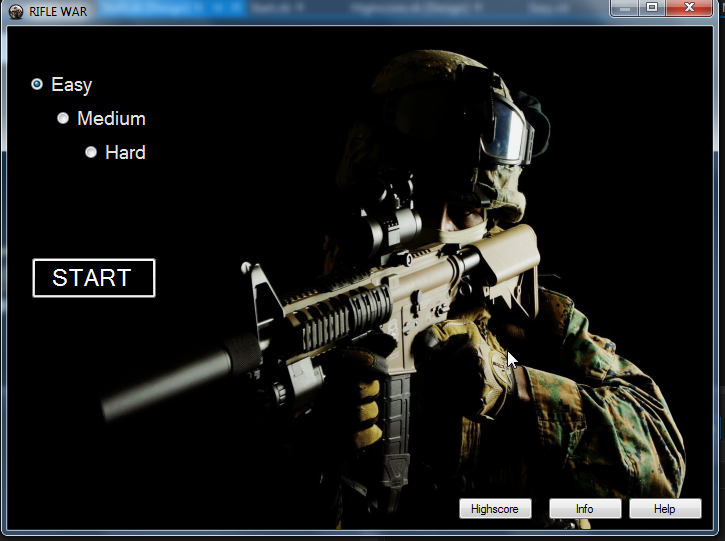 RIFLE WAR
Easy
Medium
Hard
START
Highscore
Info
Help